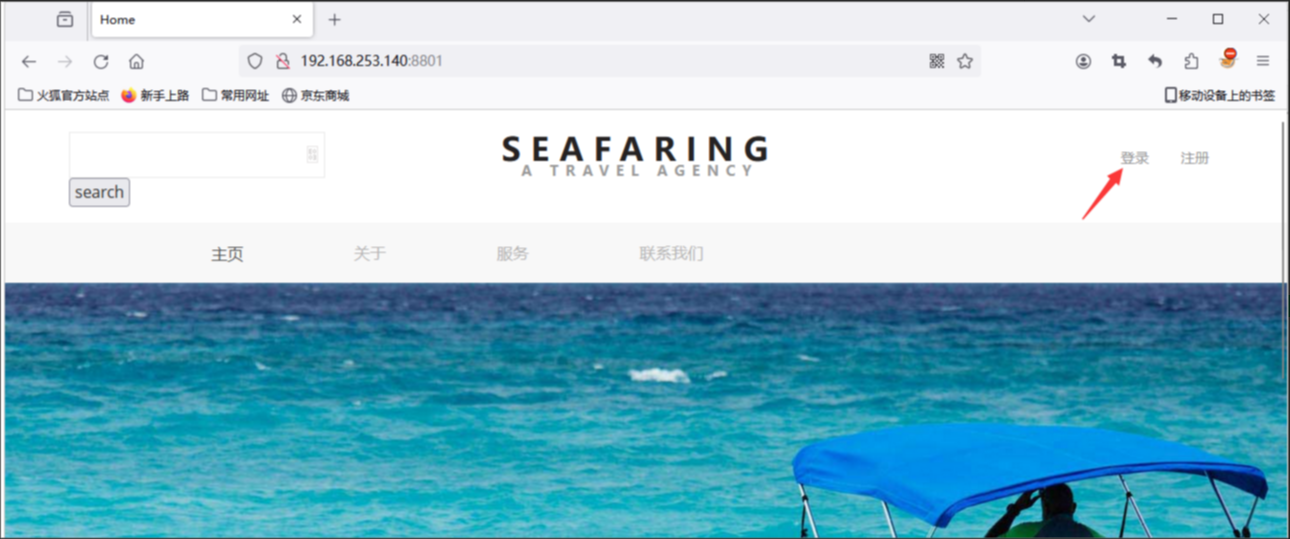 Home
192.168.253.140:8801
火狐官方站点 新手上路 常用网址 京东商城 移动设备上的书签
SEAFARING
A TRAVEL AGENCY
登录 注册
search
主页 关于 服务 联系我们